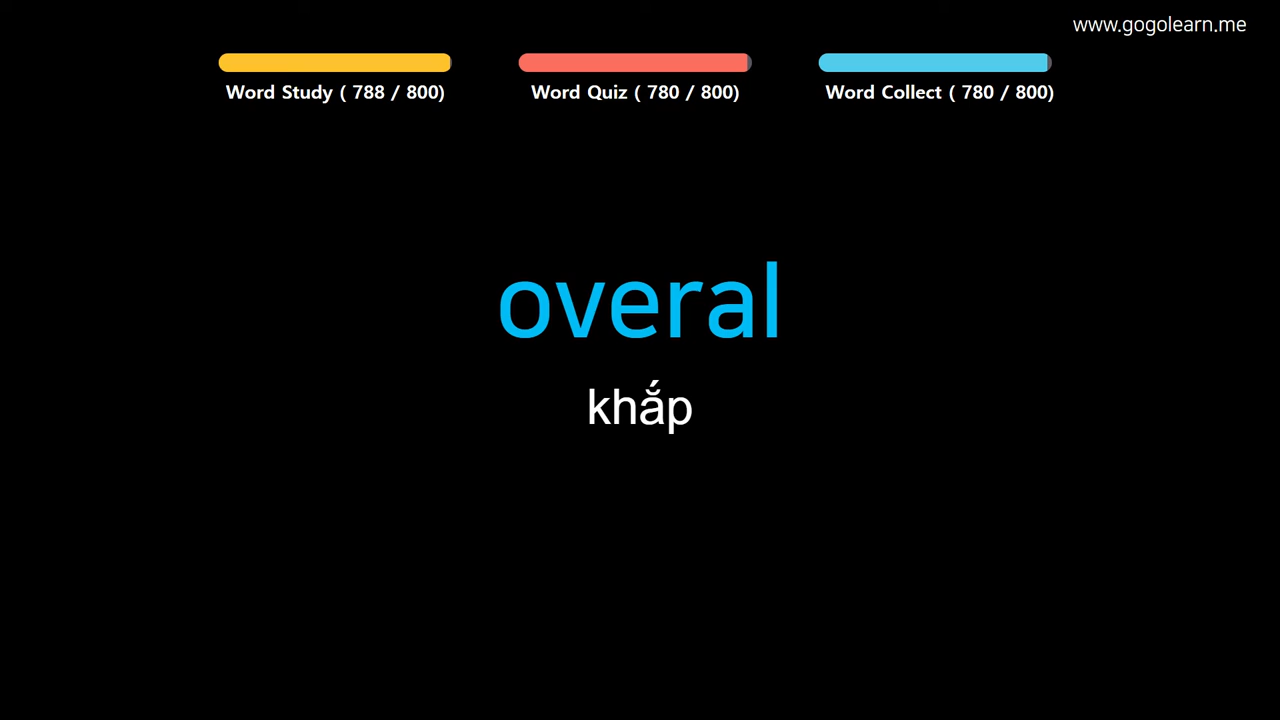 www.gogolearn.me
Word Study ( 788 / 800)
Word Quiz ( 780 / 800)
Word Collect ( 780 / 800)
overal
khắp